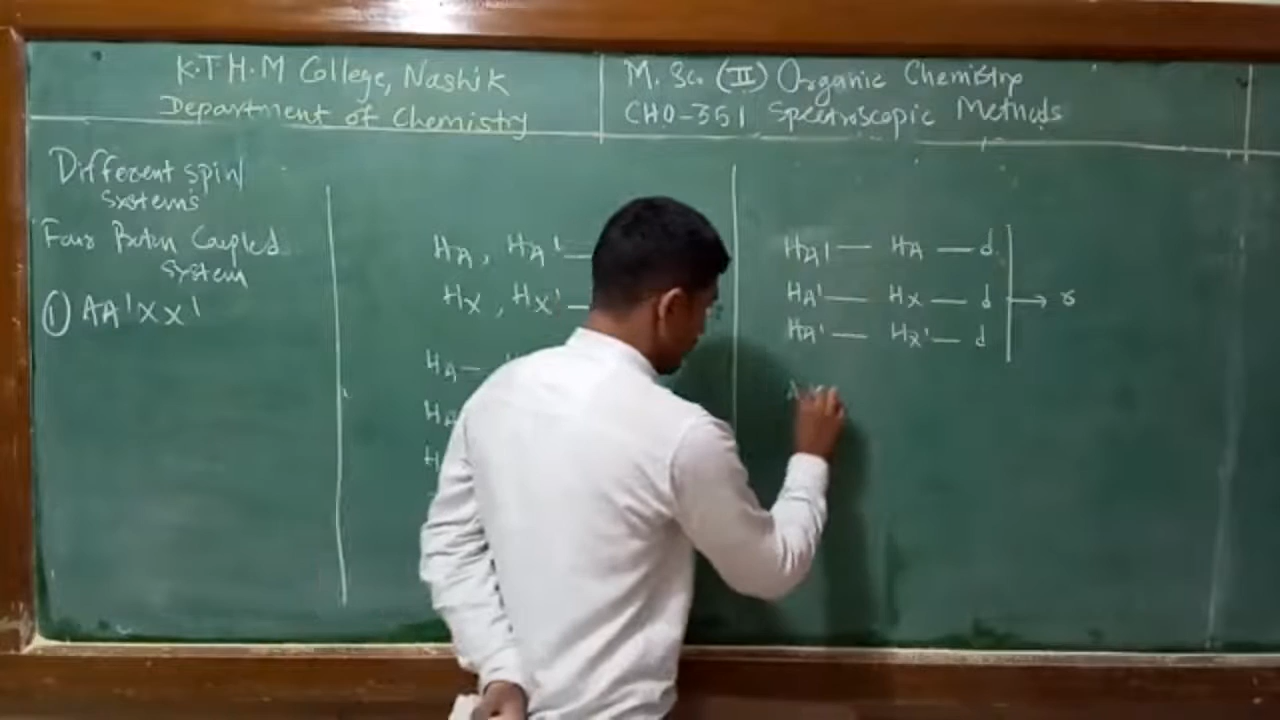 K.T.H.M College, Nashik
Department of Chemistry
M. Sc. (II) Organic Chemistry
CHO-351 Spectroscopic Methods
Different spin
systems
Four Proton Coupled
system
① AA'XX'
HA, HA' —
HX, HX' —
HA —
HA
H
HA' — HA — d
HA' — HX — d
HA' — HX' — d
→ 8